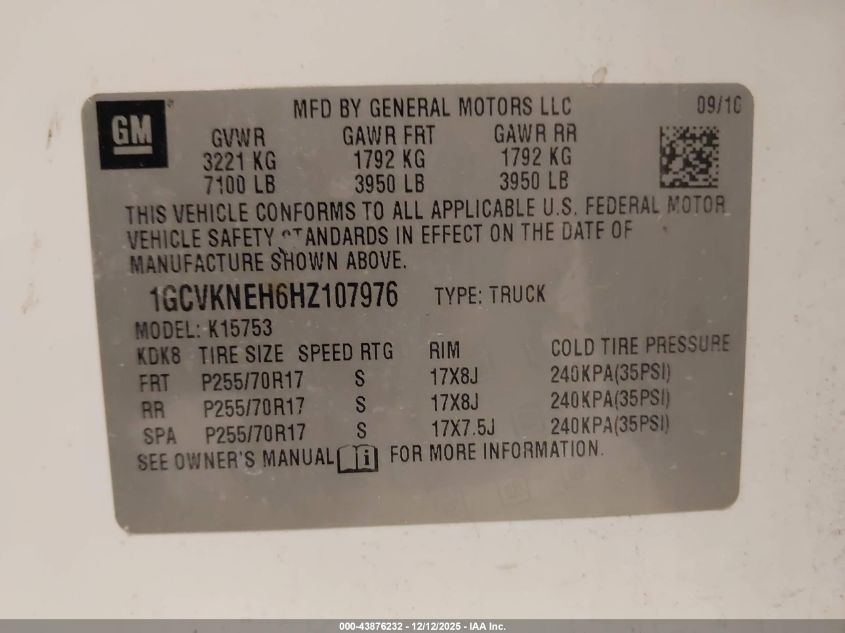 GM
MFD BY GENERAL MOTORS LLC
GVWR GAWR FRT GAWR RR
3221 KG 1792 KG 1792 KG
7100 LB 3950 LB 3950 LB
THIS VEHICLE CONFORMS TO ALL APPLICABLE U.S. FEDERAL MOTOR
VEHICLE SAFETY STANDARDS IN EFFECT ON THE DATE OF
MANUFACTURE SHOWN ABOVE.
1GCVKNEH6HZ107976 TYPE: TRUCK
MODEL: K15753
KDK8 TIRE SIZE SPEED RTG RIM COLD TIRE PRESSURE
FRT P255/70R17 S 17X8J 240KPA(35PSI)
RR P255/70R17 S 17X8J 240KPA(35PSI)
SPA P255/70R17 S 17X7.5J 240KPA(35PSI)
SEE OWNER'S MANUAL i FOR MORE INFORMATION.
000-43876232 - 12/12/2025 - IAA Inc.